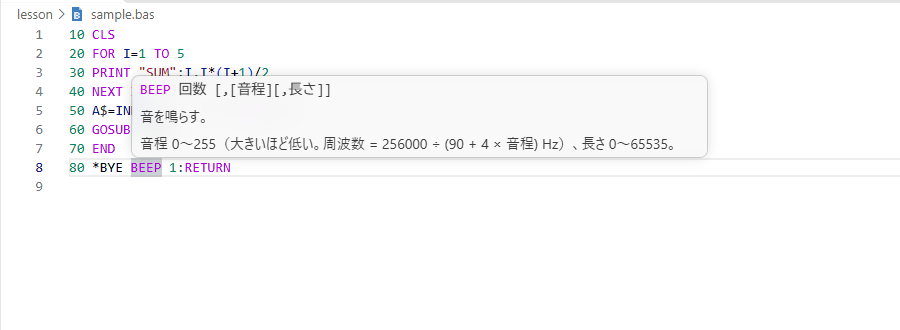 lesson > sample.bas
1 10 CLS
2 20 FOR I=1 TO 5
3 30 PRINT "SUM";I,I*(I+1)/2
4 40 NEXT
5 50 A$=IN
6 60 GOSUB
7 70 END
8 80 *BYE BEEP 1:RETURN
9
BEEP 回数 [,[音程][,長さ]]
音を鳴らす。
音程 0～255（大きいほど低い。周波数 = 256000 ÷ (90 + 4 × 音程) Hz）、長さ 0～65535。